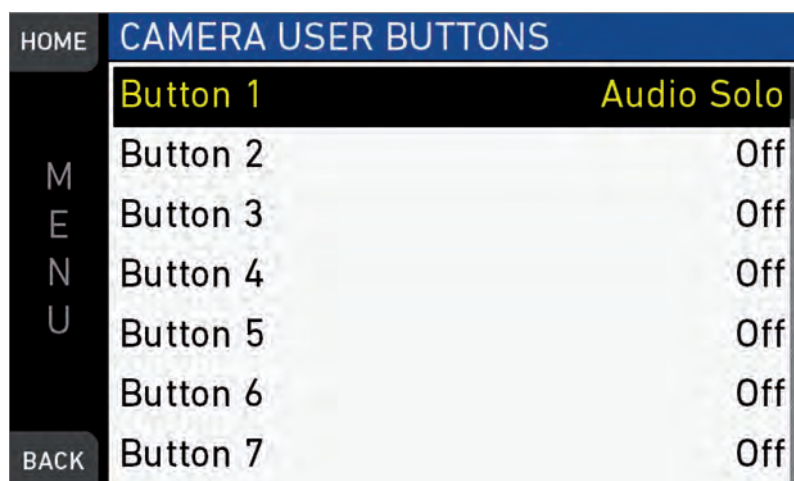 HOME
CAMERA USER BUTTONS
Button 1 Audio Solo
Button 2 Off
Button 3 Off
Button 4 Off
Button 5 Off
Button 6 Off
Button 7 Off
MENU
BACK